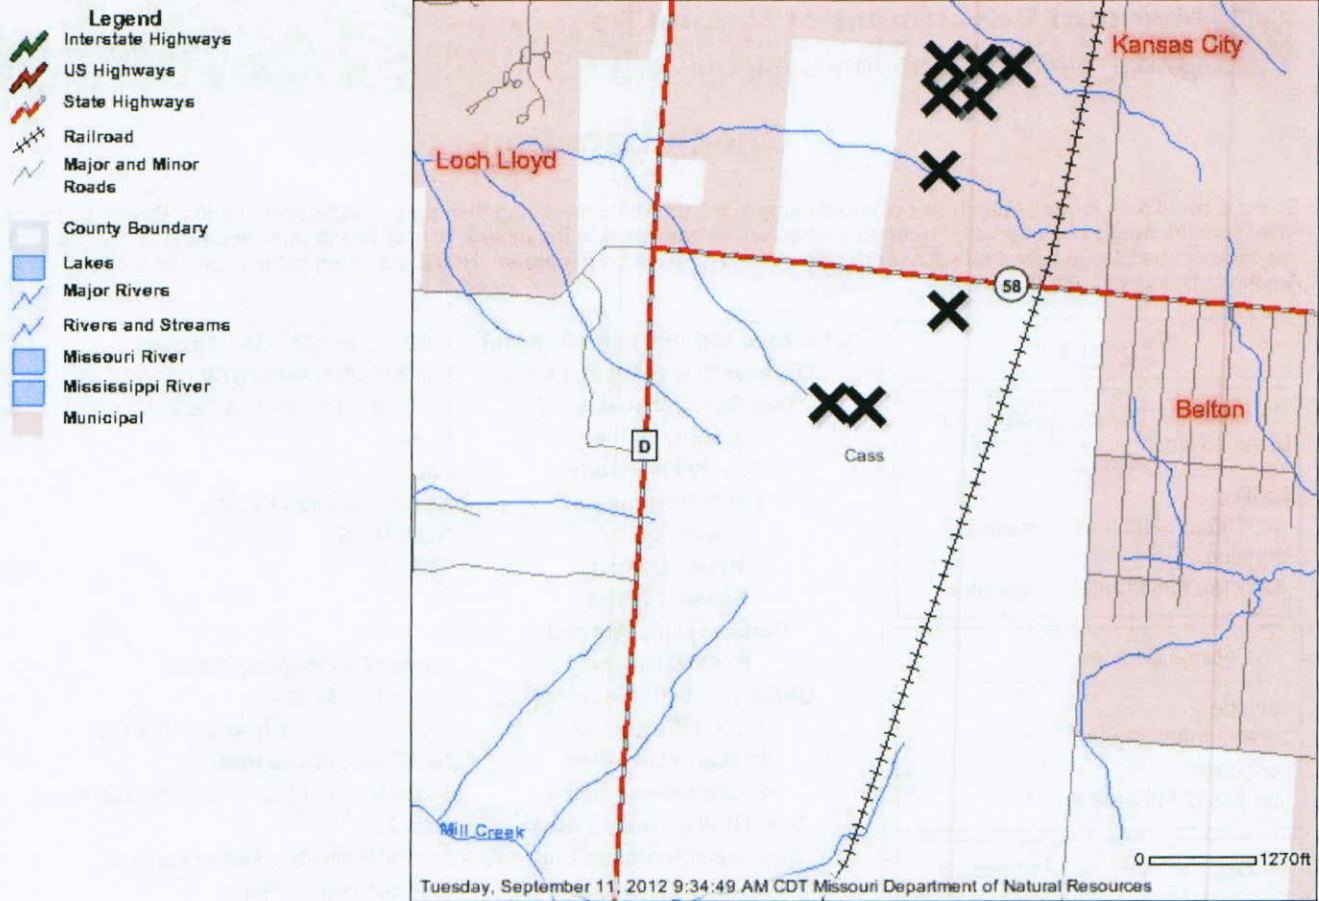 Legend
Interstate Highways
US Highways
State Highways
Railroad
Major and Minor
Roads
County Boundary
Lakes
Major Rivers
Rivers and Streams
Missouri River
Mississippi River
Municipal
Kansas City
Loch Lloyd
58
Belton
D
Cass
Mill Creek
0 1270ft
Tuesday, September 11, 2012 9:34:49 AM CDT Missouri Department of Natural Resources